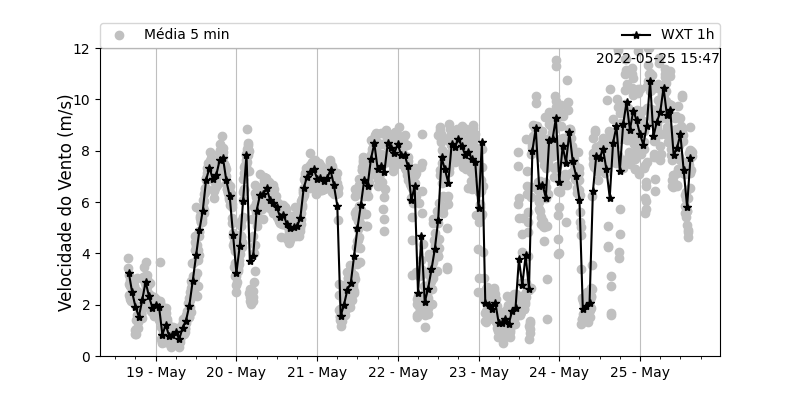 Média 5 min
WXT 1h
2022-05-25 15:47
Velocidade do Vento (m/s)
12
10
8
6
4
2
0
19 - May
20 - May
21 - May
22 - May
23 - May
24 - May
25 - May